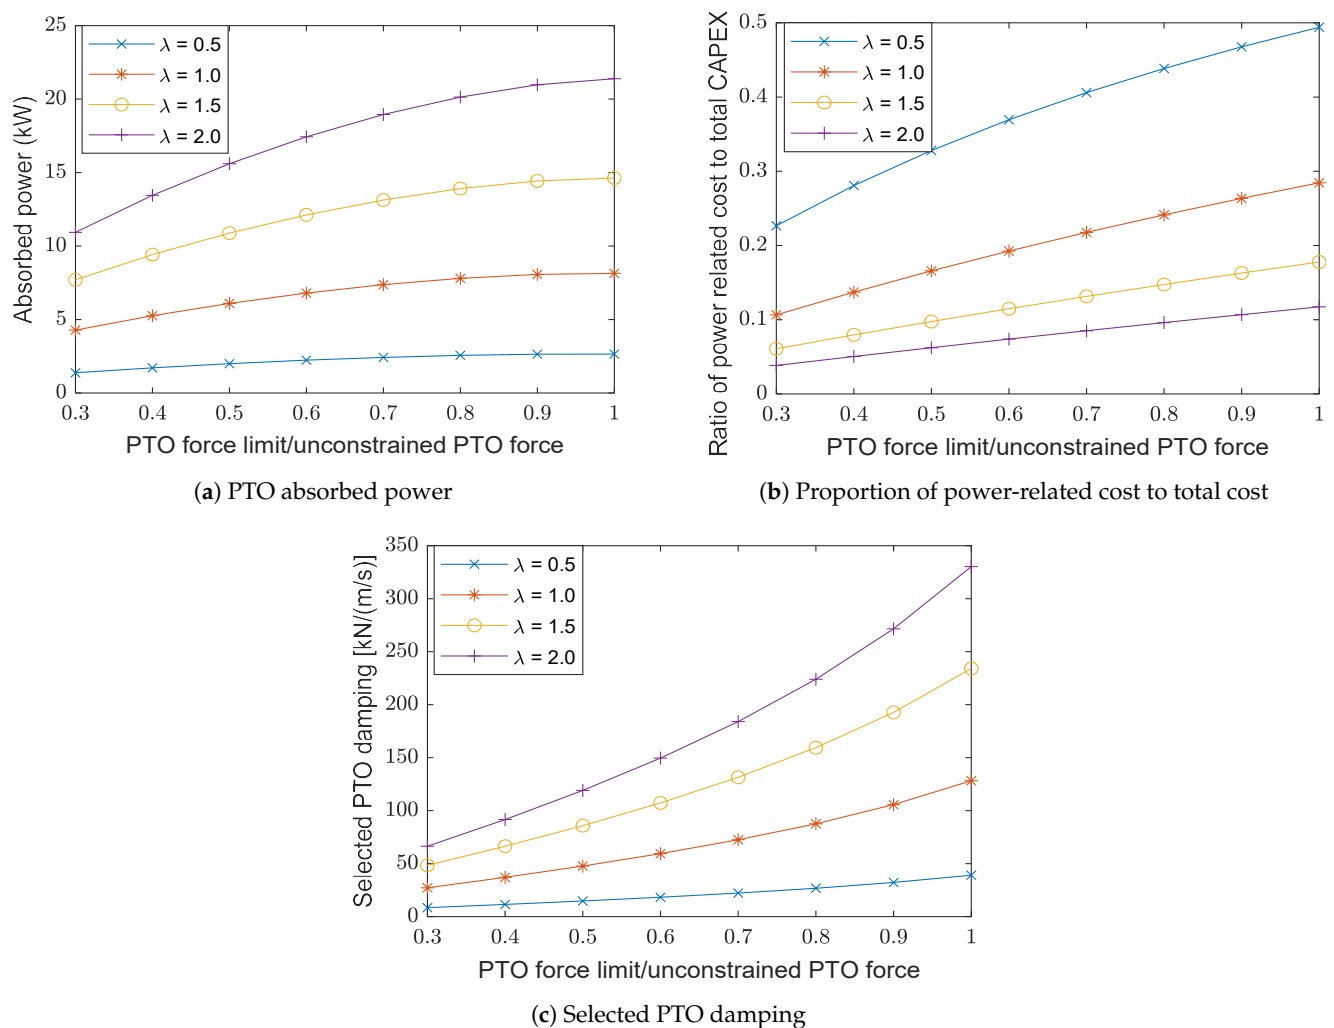 25
20
15
10
5
0
Absorbed power (kW)
λ = 0.5
λ = 1.0
λ = 1.5
λ = 2.0
0.3 0.4 0.5 0.6 0.7 0.8 0.9 1
PTO force limit/unconstrained PTO force
(a) PTO absorbed power
0.5
0.4
0.3
0.2
0.1
0
Ratio of power related cost to total CAPEX
λ = 0.5
λ = 1.0
λ = 1.5
λ = 2.0
0.3 0.4 0.5 0.6 0.7 0.8 0.9 1
PTO force limit/unconstrained PTO force
(b) Proportion of power-related cost to total cost
350
300
250
200
150
100
50
0
Selected PTO damping [kN/(m/s)]
λ = 0.5
λ = 1.0
λ = 1.5
λ = 2.0
0.3 0.4 0.5 0.6 0.7 0.8 0.9 1
PTO force limit/unconstrained PTO force
(c) Selected PTO damping